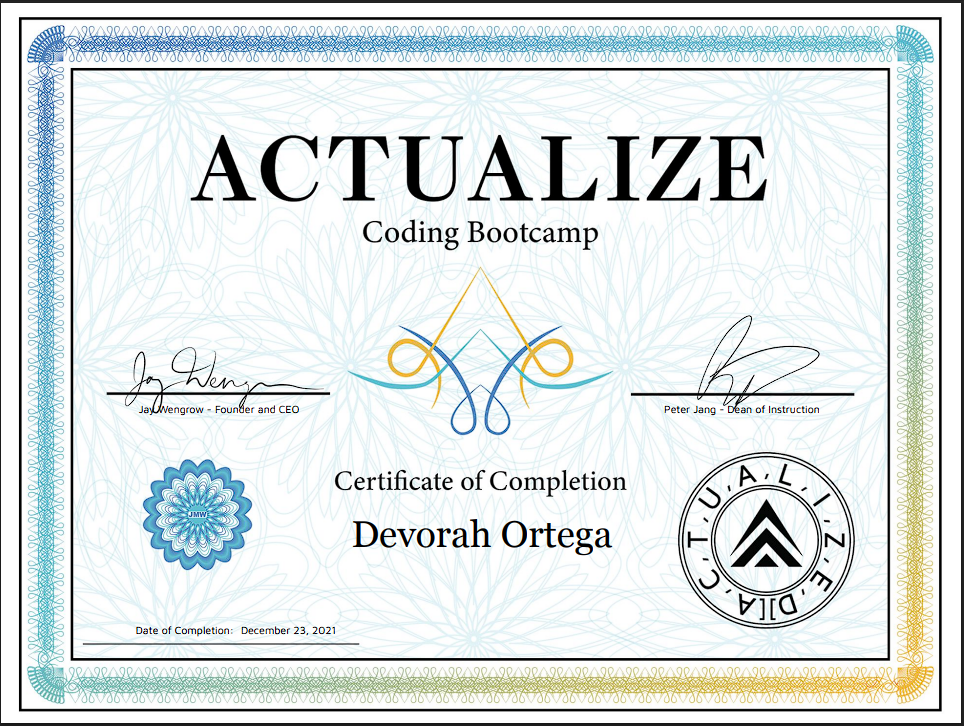 ACTUALIZE
Coding Bootcamp
Jay Wengrow
Jay Wengrow - Founder and CEO
Peter Jang - Dean of Instruction
JMW
Certificate of Completion
Devorah Ortega
A,C,T,U,A,L,I,Z,E,D][
Date of Completion: December 23, 2021